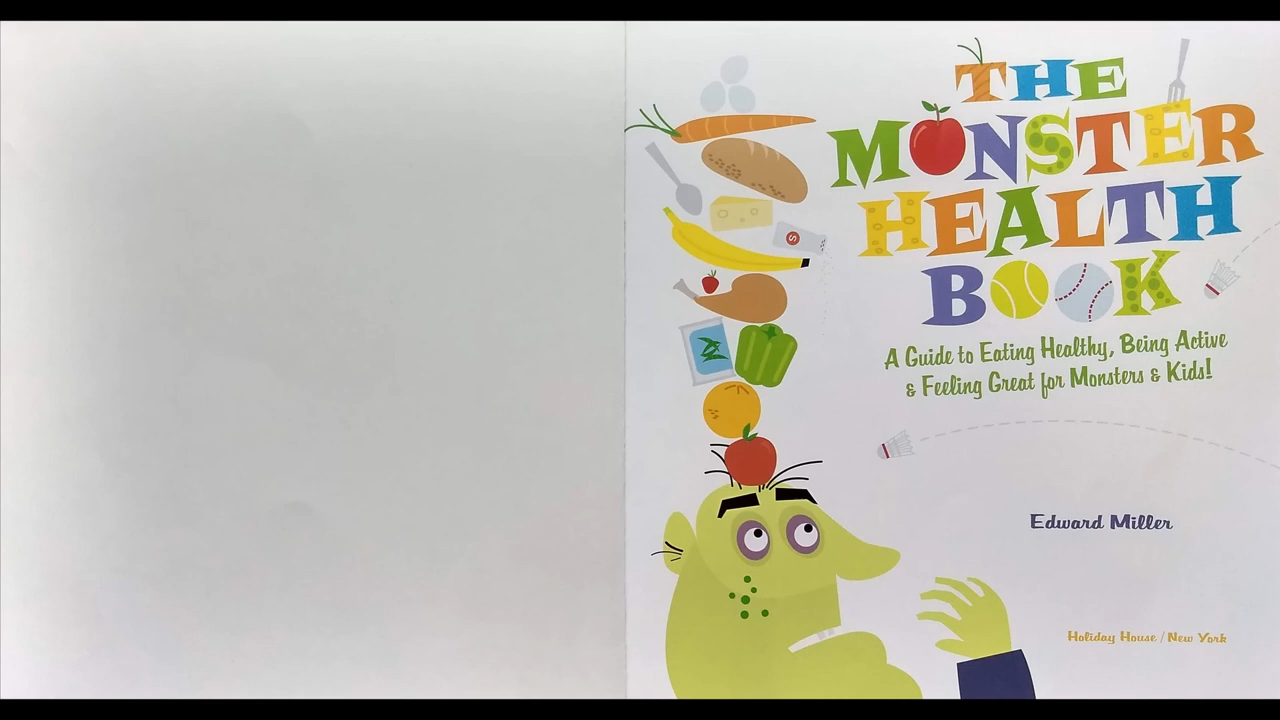 THE
MONSTER
HEALTH
BOOK
A Guide to Eating Healthy, Being Active
& Feeling Great for Monsters & Kids!
S
Edward Miller
Holiday House / New York